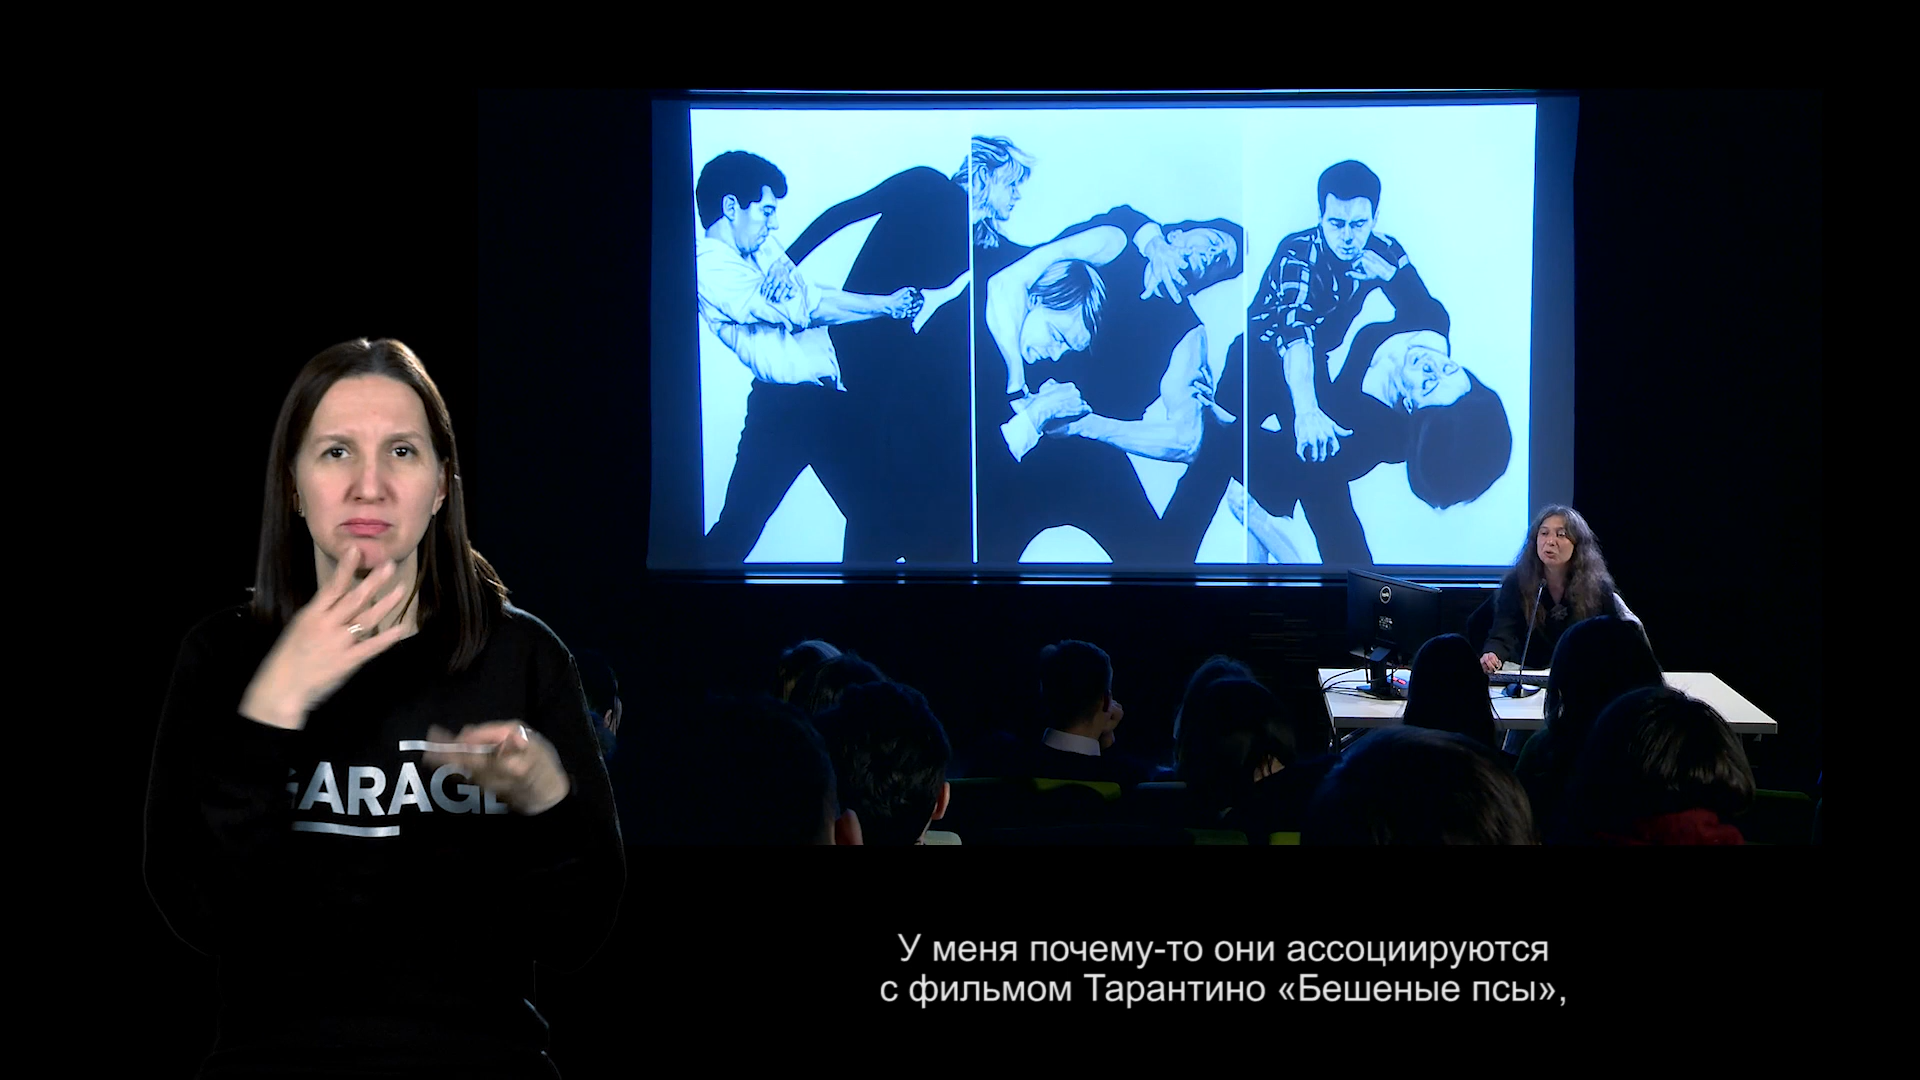 GARAGE
У меня почему-то они ассоциируются
с фильмом Тарантино «Бешеные псы»,